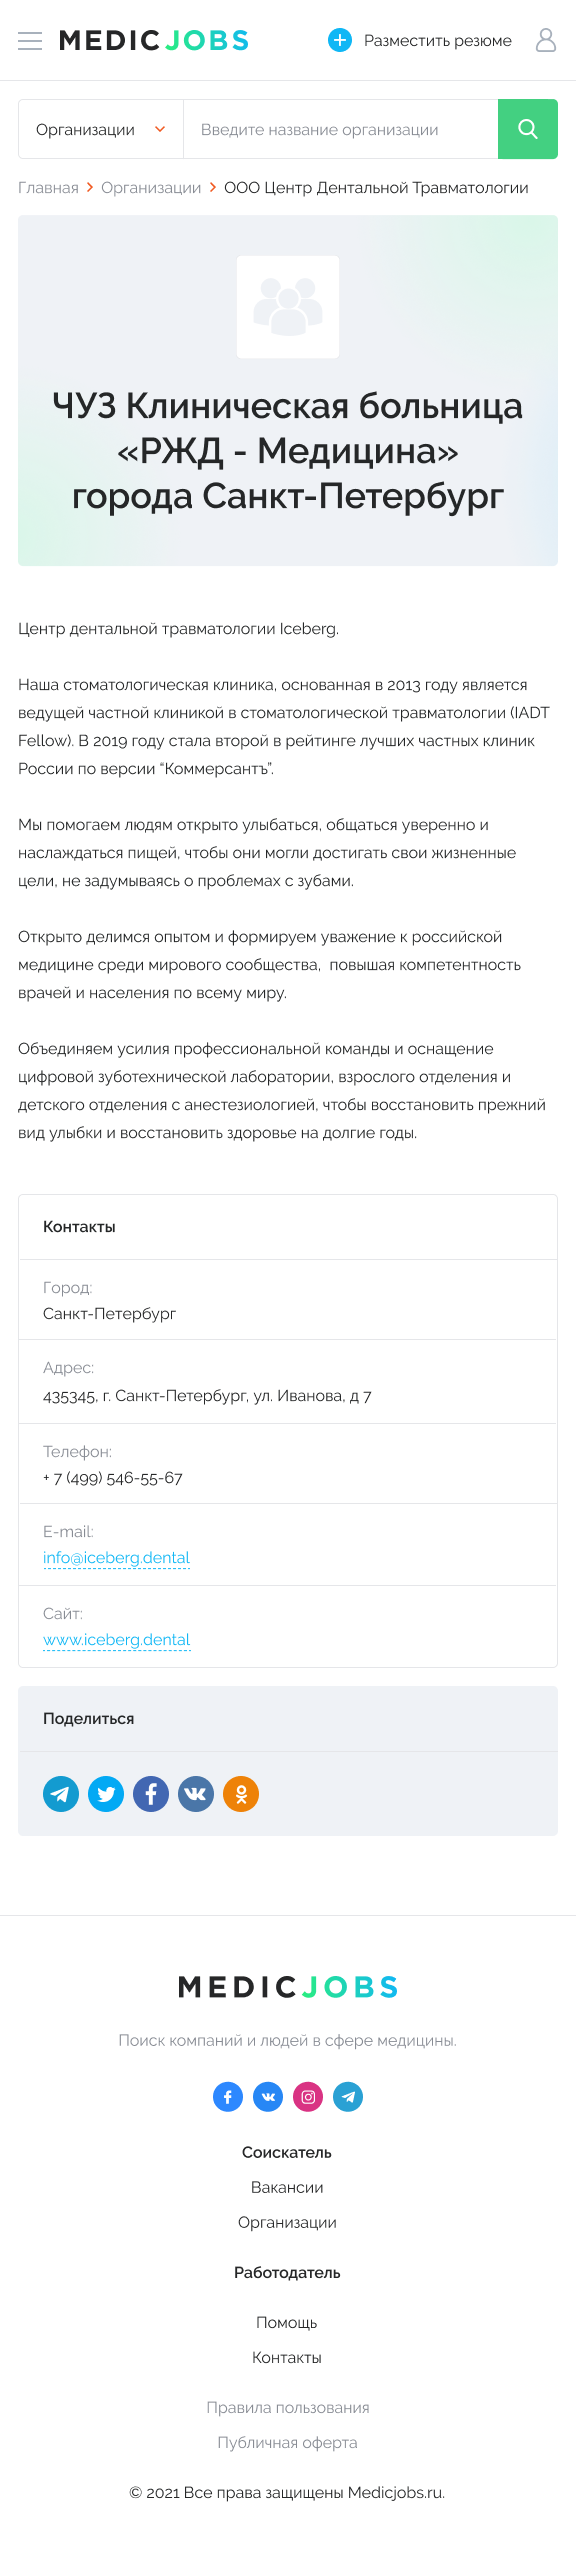 MEDICJOBS
Разместить резюме
Организации
Введите название организации
Главная > Организации > ООО Центр Дентальной Травматологии
ЧУЗ Клиническая больница
«РЖД - Медицина»
города Санкт-Петербург
Центр дентальной травматологии Iceberg.
Наша стоматологическая клиника, основанная в 2013 году является
ведущей частной клиникой в стоматологической травматологии (IADT
Fellow). В 2019 году стала второй в рейтинге лучших частных клиник
России по версии “Коммерсантъ”.
Мы помогаем людям открыто улыбаться, общаться уверенно и
наслаждаться пищей, чтобы они могли достигать свои жизненные
цели, не задумываясь о проблемах с зубами.
Открыто делимся опытом и формируем уважение к российской
медицине среди мирового сообщества,  повышая компетентность
врачей и населения по всему миру.
Объединяем усилия профессиональной команды и оснащение
цифровой зуботехнической лаборатории, взрослого отделения и
детского отделения с анестезиологией, чтобы восстановить прежний
вид улыбки и восстановить здоровье на долгие годы.
Контакты
Город:
Санкт-Петербург
Адрес:
435345, г. Санкт-Петербург, ул. Иванова, д 7
Телефон:
+ 7 (499) 546-55-67
E-mail:
info@iceberg.dental
Сайт:
www.iceberg.dental
Поделиться
MEDICJOBS
Поиск компаний и людей в сфере медицины.
Соискатель
Вакансии
Организации
Работодатель
Помощь
Контакты
Правила пользования
Публичная оферта
© 2021 Все права защищены Medicjobs.ru.